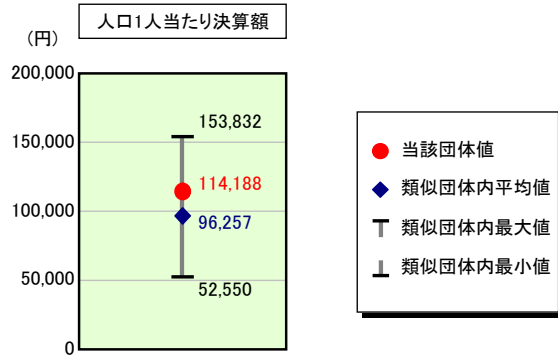 人口1人当たり決算額
(円)
200,000
150,000
100,000
50,000
0
153,832
114,188
96,257
52,550
当該団体値
類似団体内平均値
類似団体内最大値
類似団体内最小値